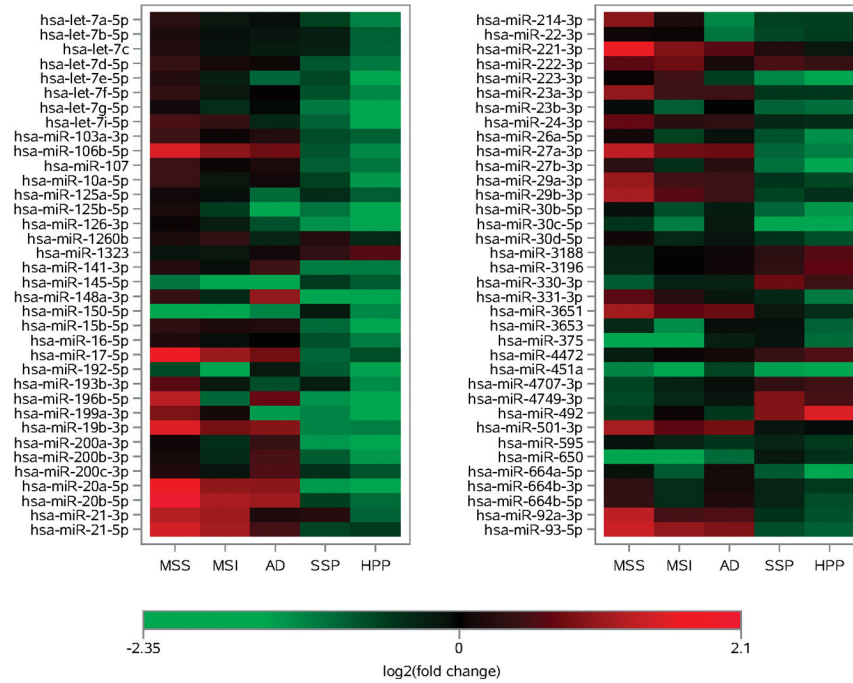 hsa-let-7a-5p
hsa-let-7b-5p
hsa-let-7c
hsa-let-7d-5p
hsa-let-7e-5p
hsa-let-7f-5p
hsa-let-7g-5p
hsa-let-7i-5p
hsa-miR-103a-3p
hsa-miR-106b-5p
hsa-miR-107
hsa-miR-10a-5p
hsa-miR-125a-5p
hsa-miR-125b-5p
hsa-miR-126-3p
hsa-miR-1260b
hsa-miR-1323
hsa-miR-141-3p
hsa-miR-145-5p
hsa-miR-148a-3p
hsa-miR-150-5p
hsa-miR-15b-5p
hsa-miR-16-5p
hsa-miR-17-5p
hsa-miR-192-5p
hsa-miR-193b-3p
hsa-miR-196b-5p
hsa-miR-199a-3p
hsa-miR-19b-3p
hsa-miR-200a-3p
hsa-miR-200b-3p
hsa-miR-200c-3p
hsa-miR-20a-5p
hsa-miR-20b-5p
hsa-miR-21-3p
hsa-miR-21-5p
MSS MSI AD SSP HPP
hsa-miR-214-3p
hsa-miR-22-3p
hsa-miR-221-3p
hsa-miR-222-3p
hsa-miR-223-3p
hsa-miR-23a-3p
hsa-miR-23b-3p
hsa-miR-24-3p
hsa-miR-26a-5p
hsa-miR-27a-3p
hsa-miR-27b-3p
hsa-miR-29a-3p
hsa-miR-29b-3p
hsa-miR-30b-5p
hsa-miR-30c-5p
hsa-miR-30d-5p
hsa-miR-3188
hsa-miR-3196
hsa-miR-330-3p
hsa-miR-331-3p
hsa-miR-3651
hsa-miR-3653
hsa-miR-375
hsa-miR-4472
hsa-miR-451a
hsa-miR-4707-3p
hsa-miR-4749-3p
hsa-miR-492
hsa-miR-501-3p
hsa-miR-595
hsa-miR-650
hsa-miR-664a-5p
hsa-miR-664b-3p
hsa-miR-664b-5p
hsa-miR-92a-3p
hsa-miR-93-5p
MSS MSI AD SSP HPP
-2.35 0 2.1
log2(fold change)